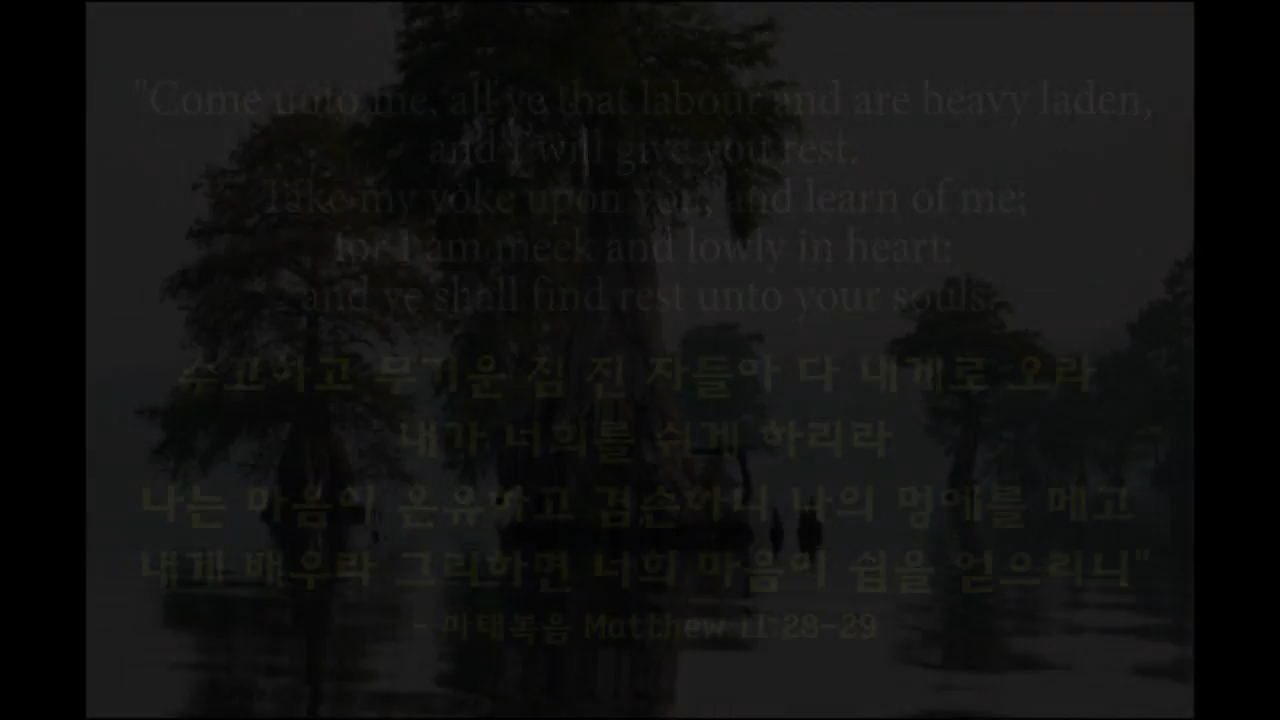 "Come unto me, all ye that labour and are heavy laden,
and I will give you rest.
Take my yoke upon you, and learn of me;
for I am meek and lowly in heart:
and ye shall find rest unto your souls.
수고하고 무거운 짐 진 자들아 다 내게로 오라
내가 너희를 쉬게 하리라
나는 마음이 온유하고 겸손하니 나의 멍에를 메고
내게 배우라 그리하면 너희 마음이 쉼을 얻으리니"
- 마태복음 Matthew 11:28-29